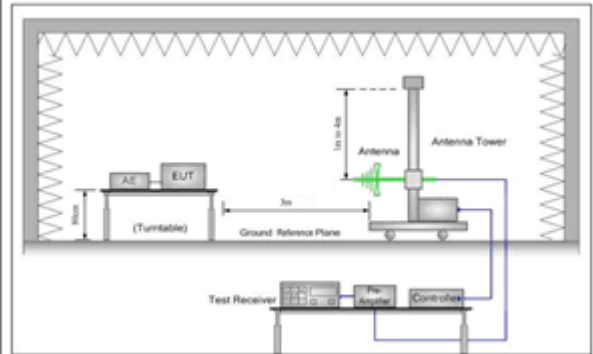 1m to 4m
Antenna
Antenna Tower
AE
EUT
80cm
(Turntable)
3m
Ground Reference Plane
Test Receiver
Pre-
Amplifier
Controller